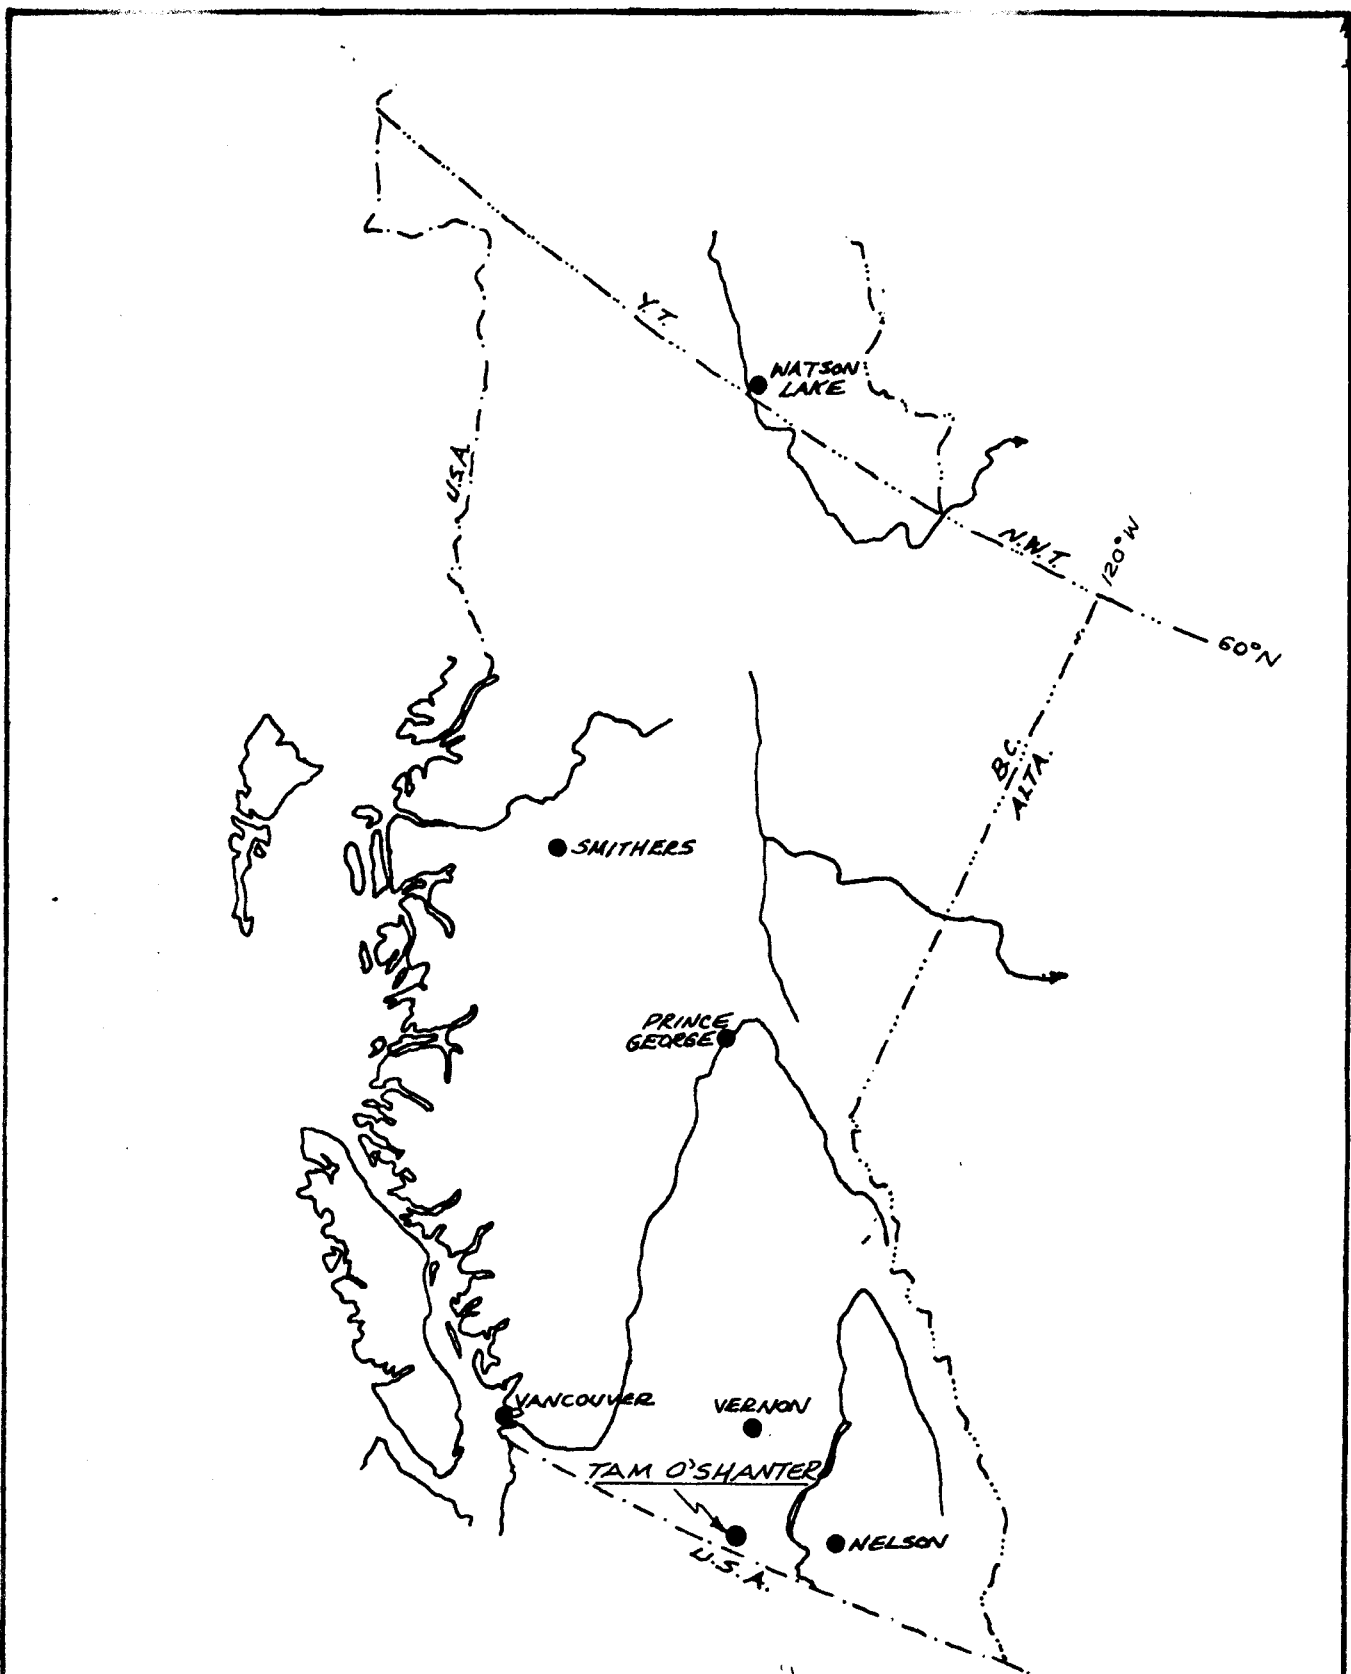 Y.T.
WATSON
LAKE
U.S.A.
N.W.T.
120°W
60°N
B.C.
ALTA.
SMITHERS
PRINCE
GEORGE
VANCOUVER
VERNON
TAM O'SHANTER
NELSON
U.S.A.